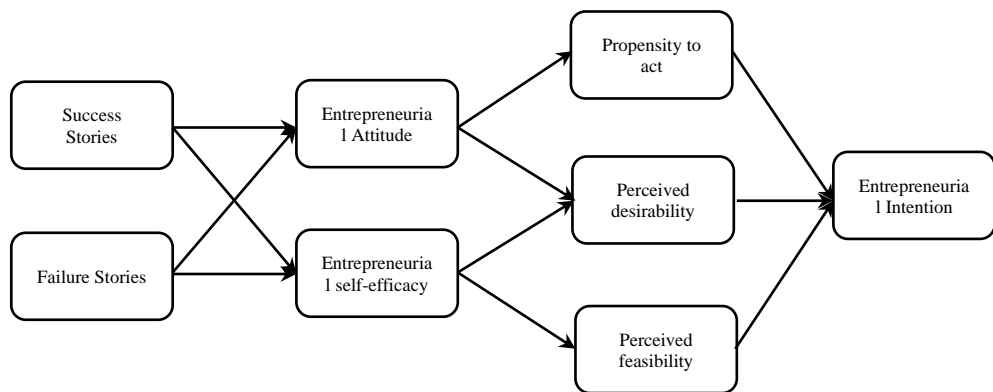 Success
Stories
Failure Stories
Entrepreneuria
l Attitude
Entrepreneuria
l self-efficacy
Propensity to
act
Perceived
desirability
Perceived
feasibility
Entrepreneuria
l Intention